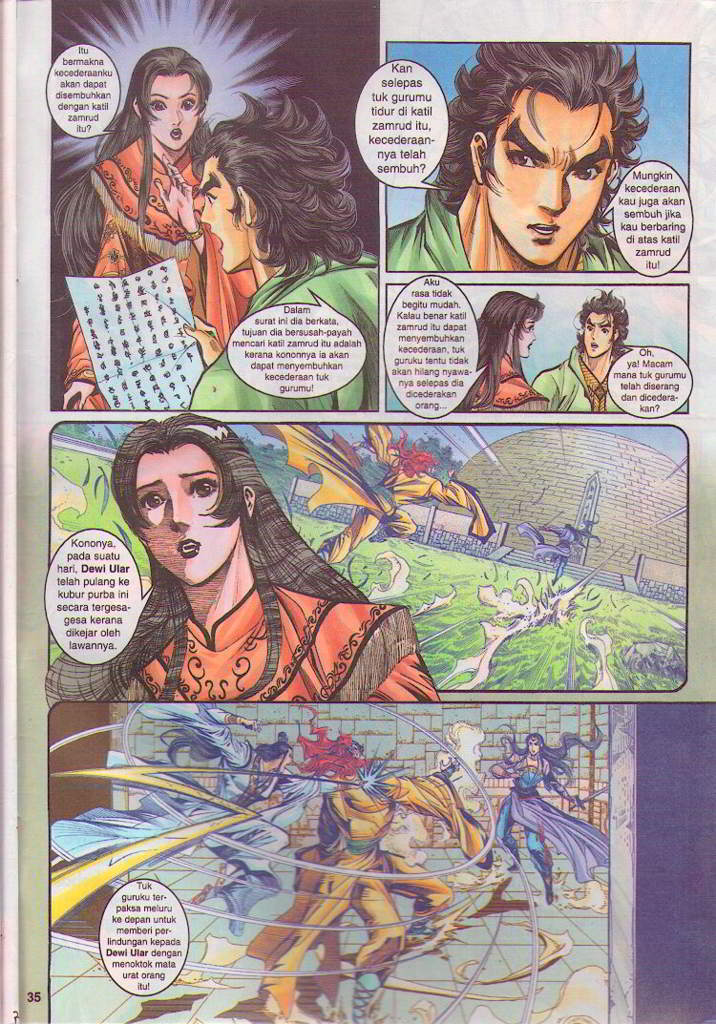 Itu
bermakna
kecederaanku
akan dapat
disembuhkan
dengan katil
zamrud
itu?
Dalam
surat ini dia berkata,
tujuan dia bersusah-payah
mencari katil zamrud itu adalah
kerana kononnya ia akan
dapat menyembuhkan
kecederaan tuk
gurumu!
Kan
selepas
tuk gurumu
tidur di katil
zamrud itu,
kecederaan-
nya telah
sembuh?
Mungkin
kecederaan
kau juga akan
sembuh jika
kau berbaring
di atas katil
zamrud
itu!
Aku
rasa tidak
begitu mudah.
Kalau benar katil
zamrud itu dapat
menyembuhkan
kecederaan, tuk
guruku tentu tidak
akan hilang nyawa-
nya selepas dia
dicederakan
orang...
Oh,
ya! Macam
mana tuk gurumu
telah diserang
dan dicedera-
kan?
Kononya,
pada suatu
hari, Dewi Ular
telah pulang ke
kubur purba ini
secara tergesa-
gesa kerana
dikejar oleh
lawannya.
Tuk
guruku ter-
paksa meluru
ke depan untuk
memberi per-
lindungan kepada
Dewi Ular dengan
menotok mata
urat orang
itu!
35